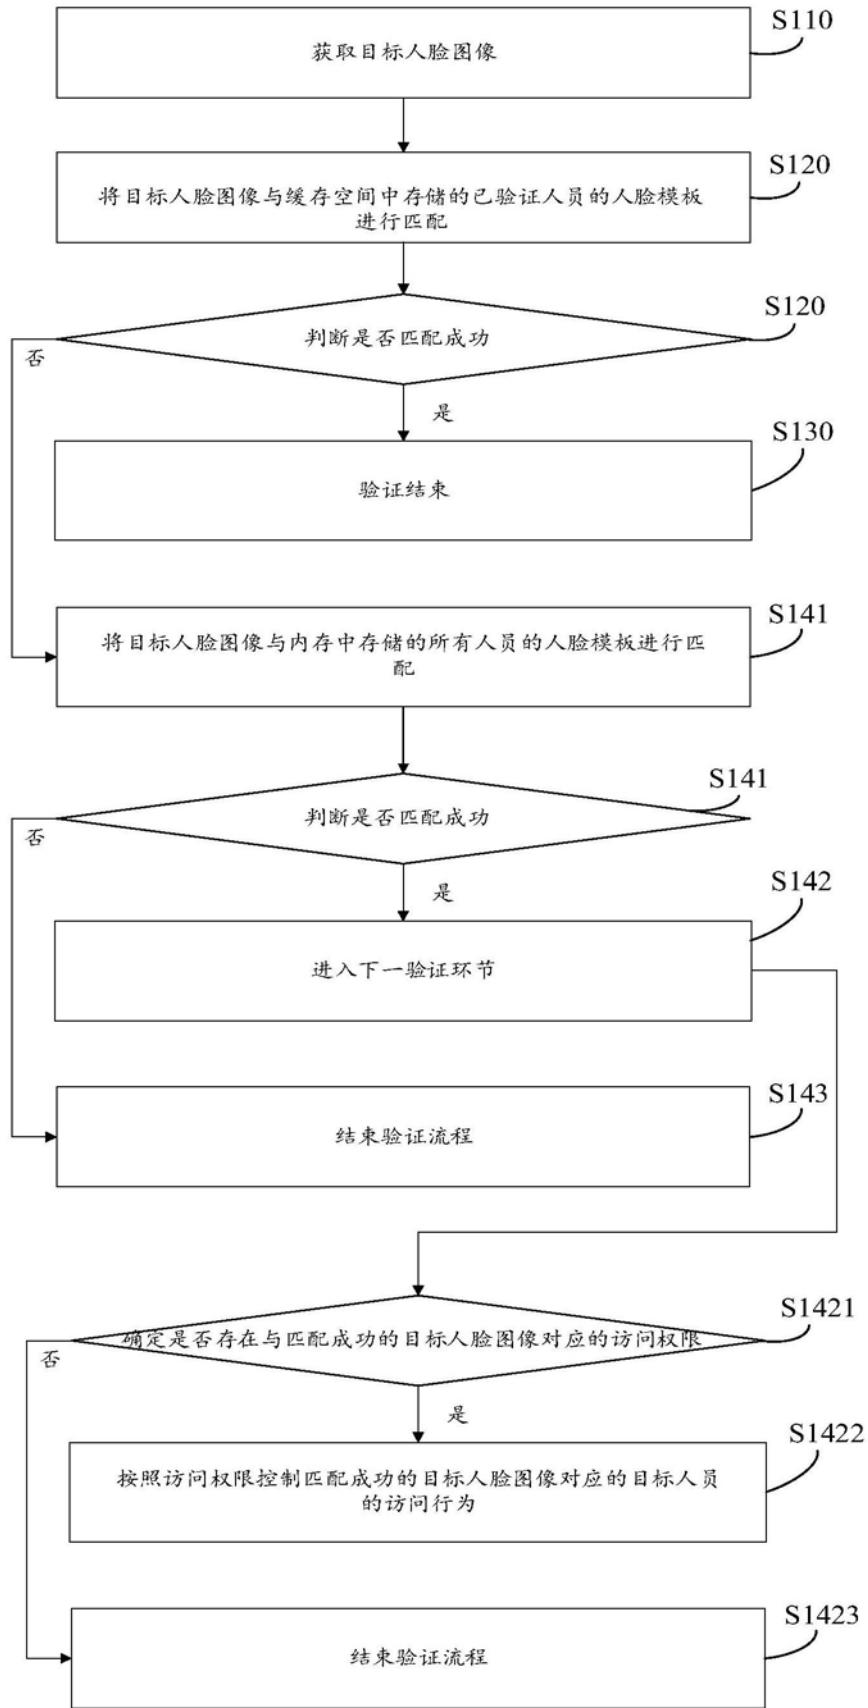 S110
获取目标人脸图像
S120
将目标人脸图像与缓存空间中存储的已验证人员的人脸模板
进行匹配
S120
判断是否匹配成功
否
是
S130
验证结束
S141
将目标人脸图像与内存中存储的所有人员的人脸模板进行匹
配
S141
判断是否匹配成功
否
是
S142
进入下一验证环节
S143
结束验证流程
S1421
确定是否存在与匹配成功的目标人脸图像对应的访问权限
否
是
S1422
按照访问权限控制匹配成功的目标人脸图像对应的目标人员
的访问行为
S1423
结束验证流程